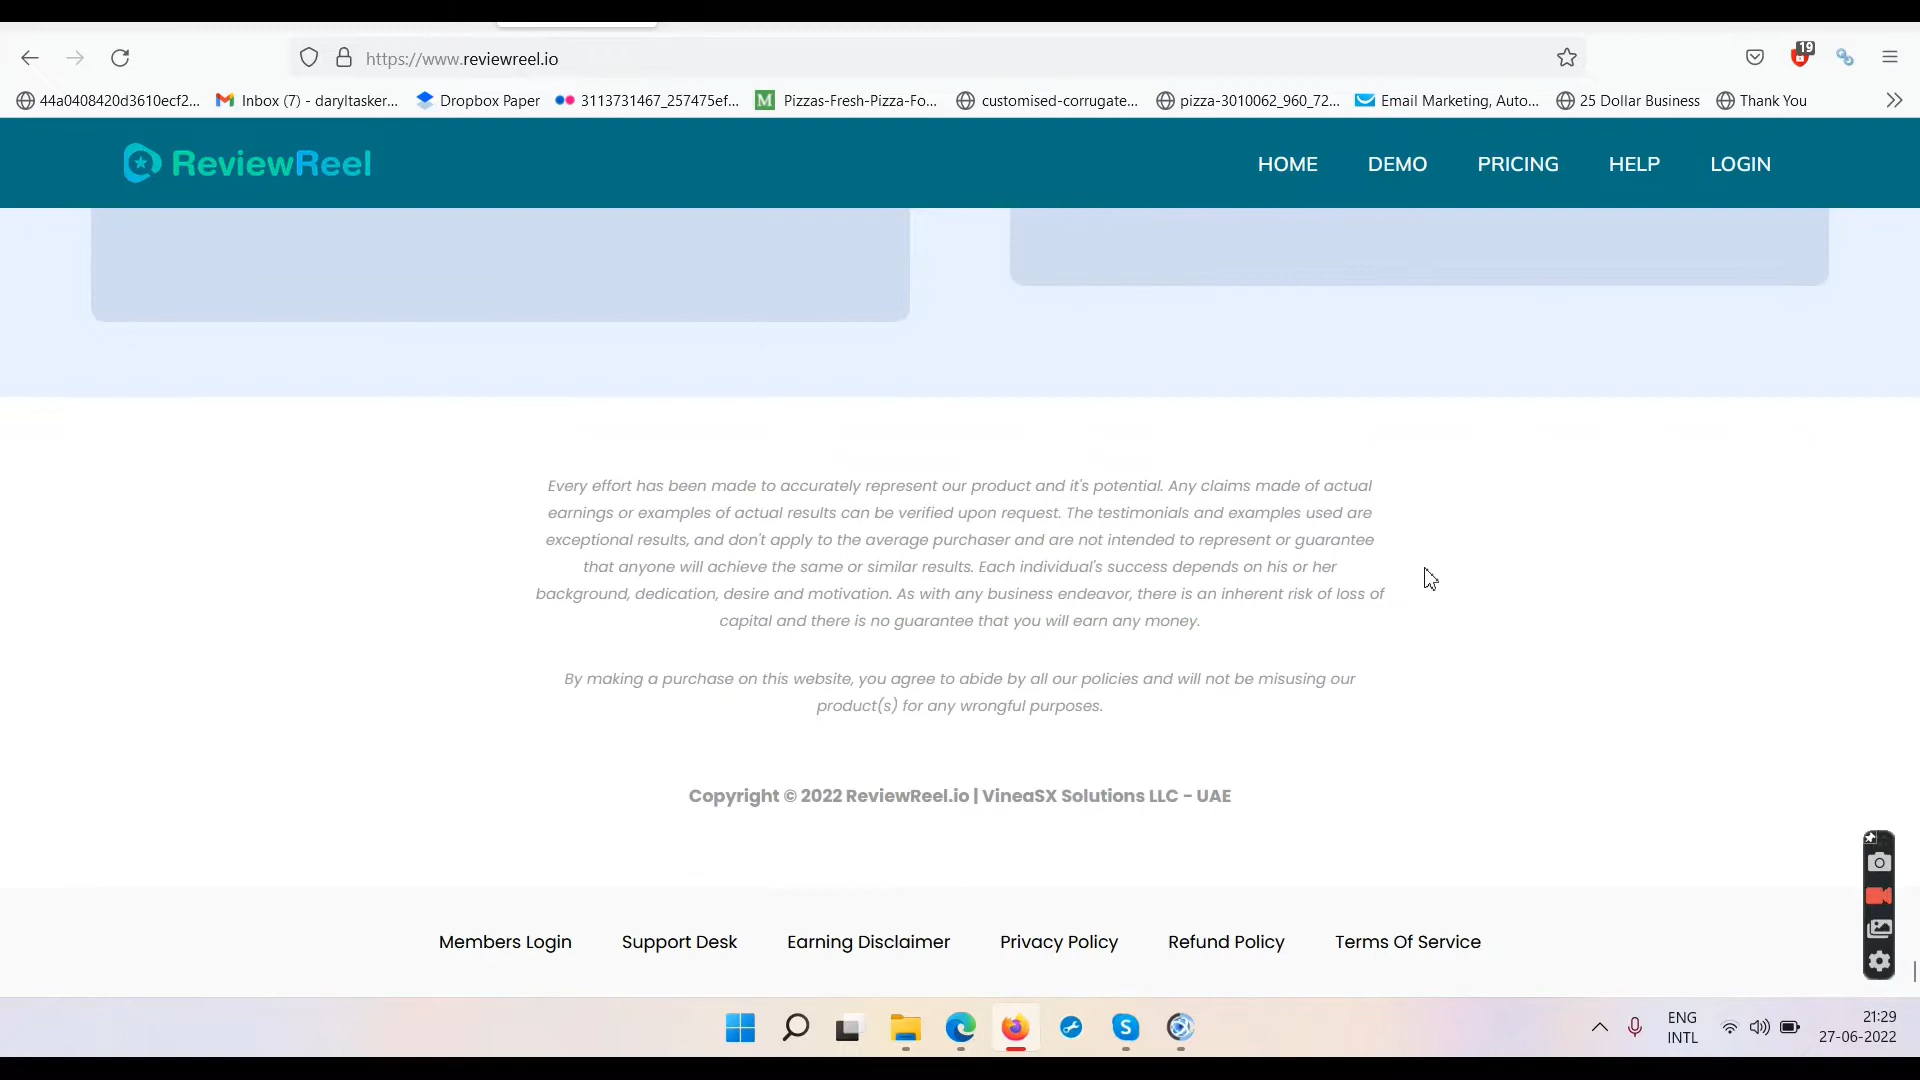 https://www.reviewreel.io
19
44a0408420d3610ecf2...
Inbox (7) - daryltasker...
Dropbox Paper
3113731467_257475ef...
M
Pizzas-Fresh-Pizza-Fo...
customised-corrugate...
pizza-3010062_960_72...
Email Marketing, Auto...
25 Dollar Business
Thank You
ReviewReel
HOME
DEMO
PRICING
HELP
LOGIN
Every effort has been made to accurately represent our product and it's potential. Any claims made of actual
earnings or examples of actual results can be verified upon request. The testimonials and examples used are
exceptional results, and don't apply to the average purchaser and are not intended to represent or guarantee
that anyone will achieve the same or similar results. Each individual's success depends on his or her
background, dedication, desire and motivation. As with any business endeavor, there is an inherent risk of loss of
capital and there is no guarantee that you will earn any money.
By making a purchase on this website, you agree to abide by all our policies and will not be misusing our
product(s) for any wrongful purposes.
Copyright © 2022 ReviewReel.io | VineaSX Solutions LLC - UAE
Members Login
Support Desk
Earning Disclaimer
Privacy Policy
Refund Policy
Terms Of Service
S
ENG
INTL
21:29
27-06-2022